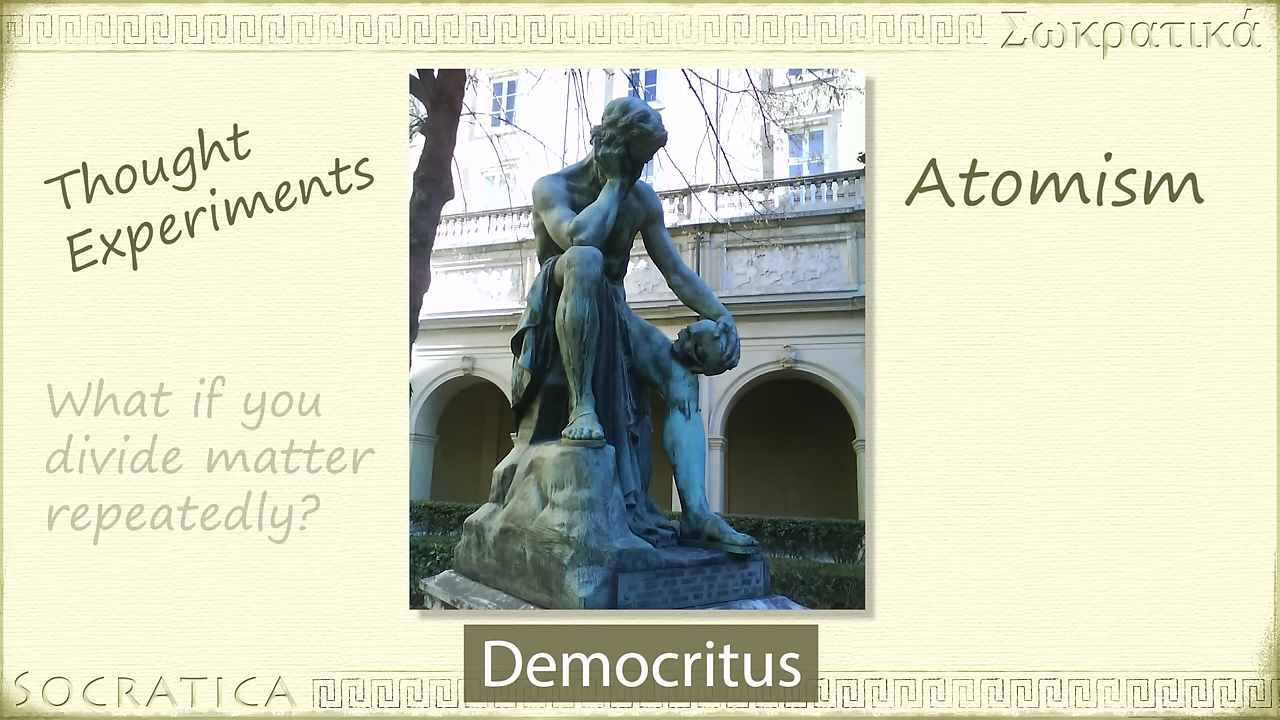 Σωκρατικά
Thought
Experiments
Atomism
What if you
divide matter
repeatedly?
Democritus
SOCRATICA